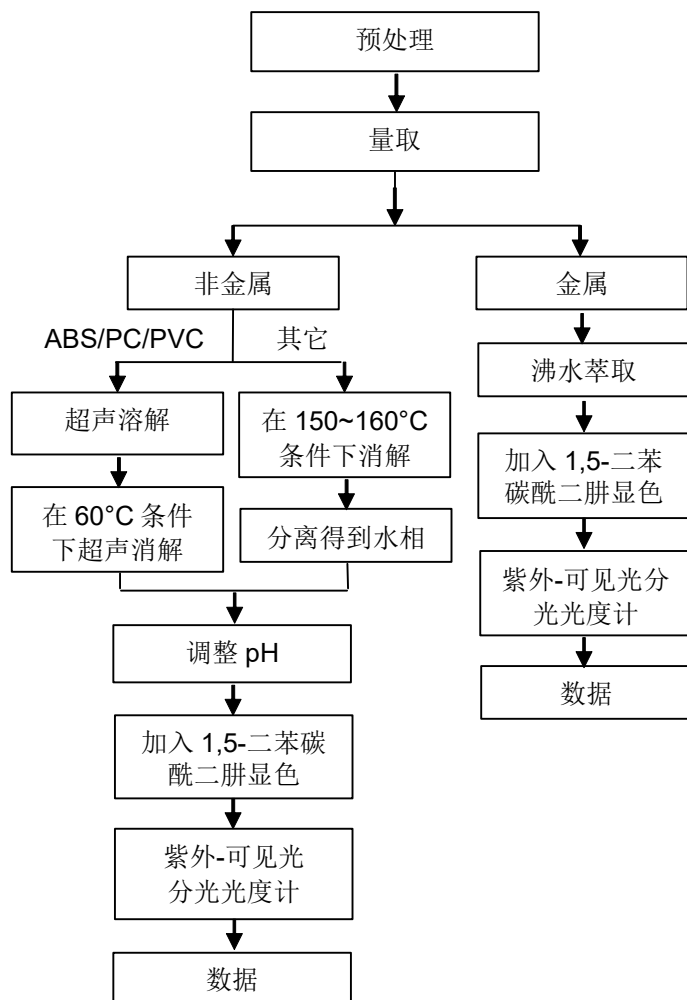 预处理
量取
非金属
金属
ABS/PC/PVC
其它
超声溶解
在 150~160°C
条件下消解
在 60°C 条件
下超声消解
分离得到水相
调整 pH
加入 1,5-二苯碳
酰二肼显色
紫外-可见光
分光光度计
数据
沸水萃取
加入 1,5-二苯
碳酰二肼显色
紫外-可见光分
光光度计
数据